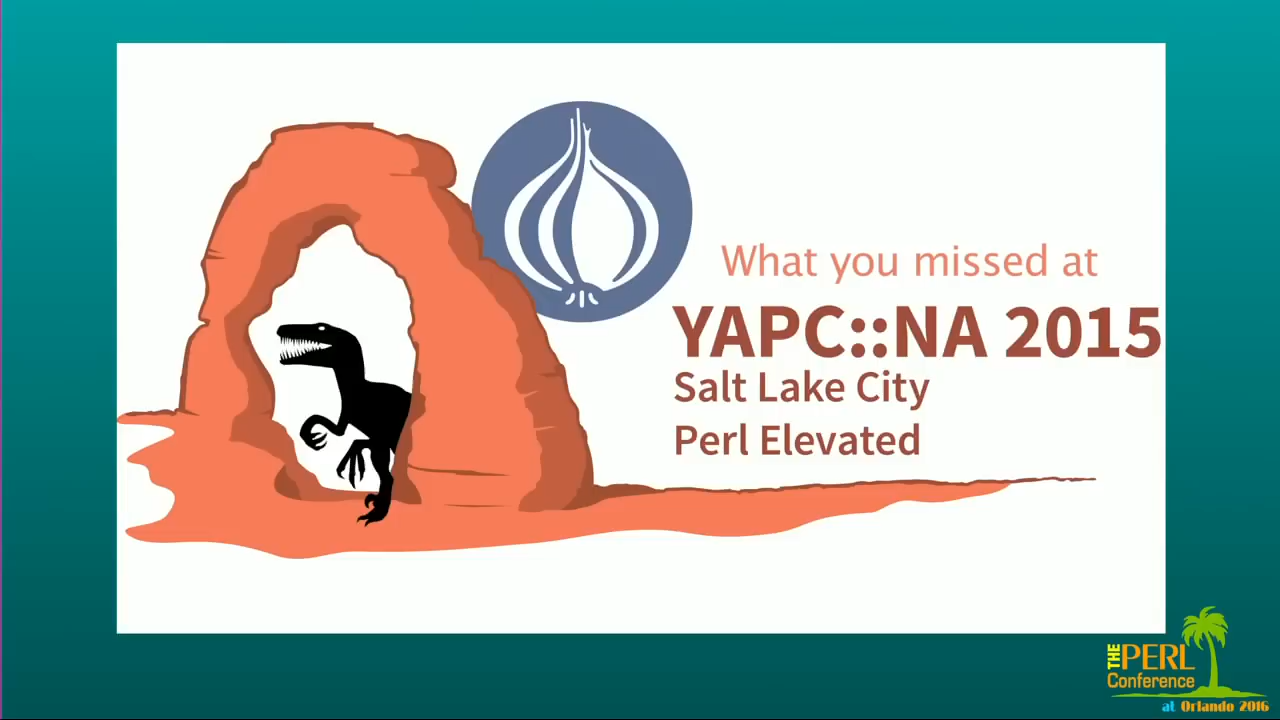 What you missed at
YAPC::NA 2015
Salt Lake City
Perl Elevated
THE PERL
Conference
at Orlando 2016